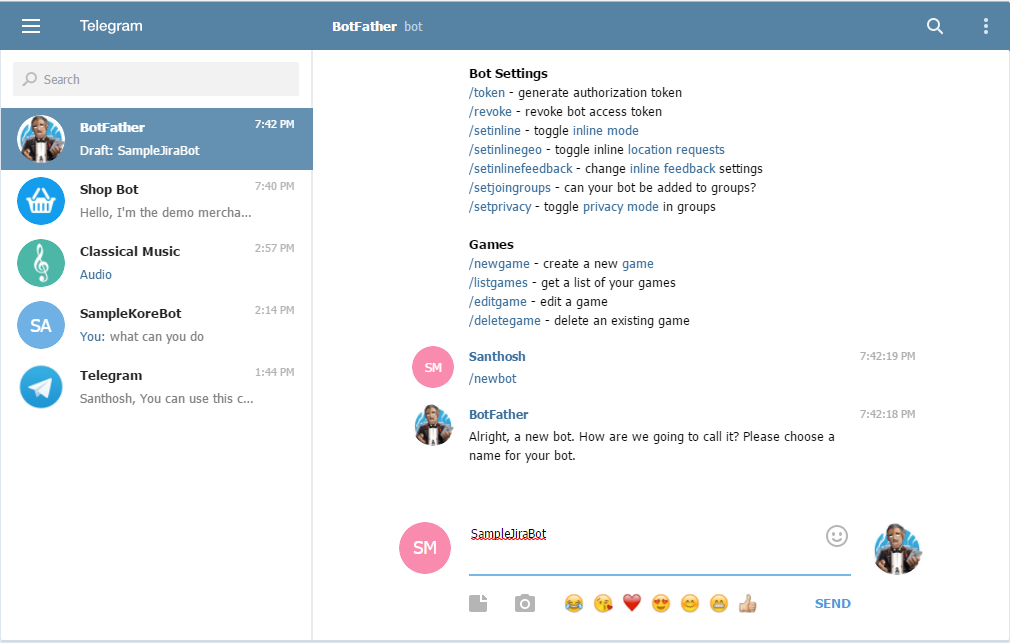 Telegram
BotFather bot
Search
BotFather 7:42 PM
Draft: SampleJiraBot
Shop Bot 7:40 PM
Hello, I'm the demo mercha...
Classical Music 2:57 PM
Audio
SA
SampleKoreBot 2:14 PM
You: what can you do
Telegram 1:44 PM
Santhosh, You can use this c...
Bot Settings
/token - generate authorization token
/revoke - revoke bot access token
/setinline - toggle inline mode
/setinlinegeo - toggle inline location requests
/setinlinefeedback - change inline feedback settings
/setjoingroups - can your bot be added to groups?
/setprivacy - toggle privacy mode in groups
Games
/newgame - create a new game
/listgames - get a list of your games
/editgame - edit a game
/deletegame - delete an existing game
SM
Santhosh 7:42:19 PM
/newbot
BotFather 7:42:18 PM
Alright, a new bot. How are we going to call it? Please choose a
name for your bot.
SM
SampleJiraBot
SEND